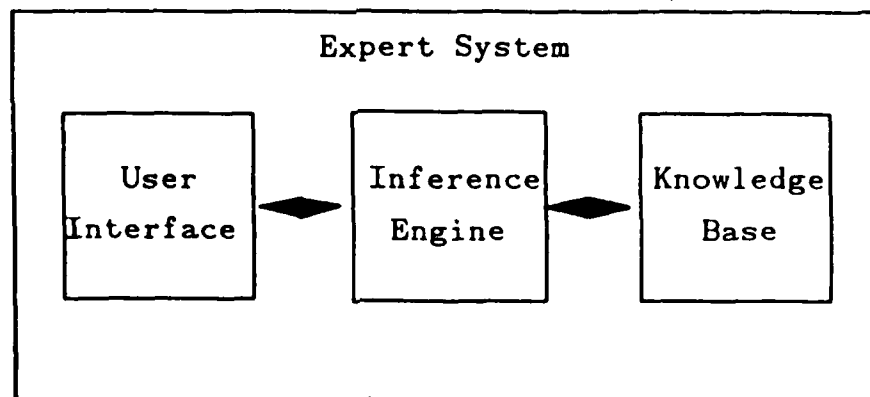 Expert System
User
Interface
Inference
Engine
Knowledge
Base